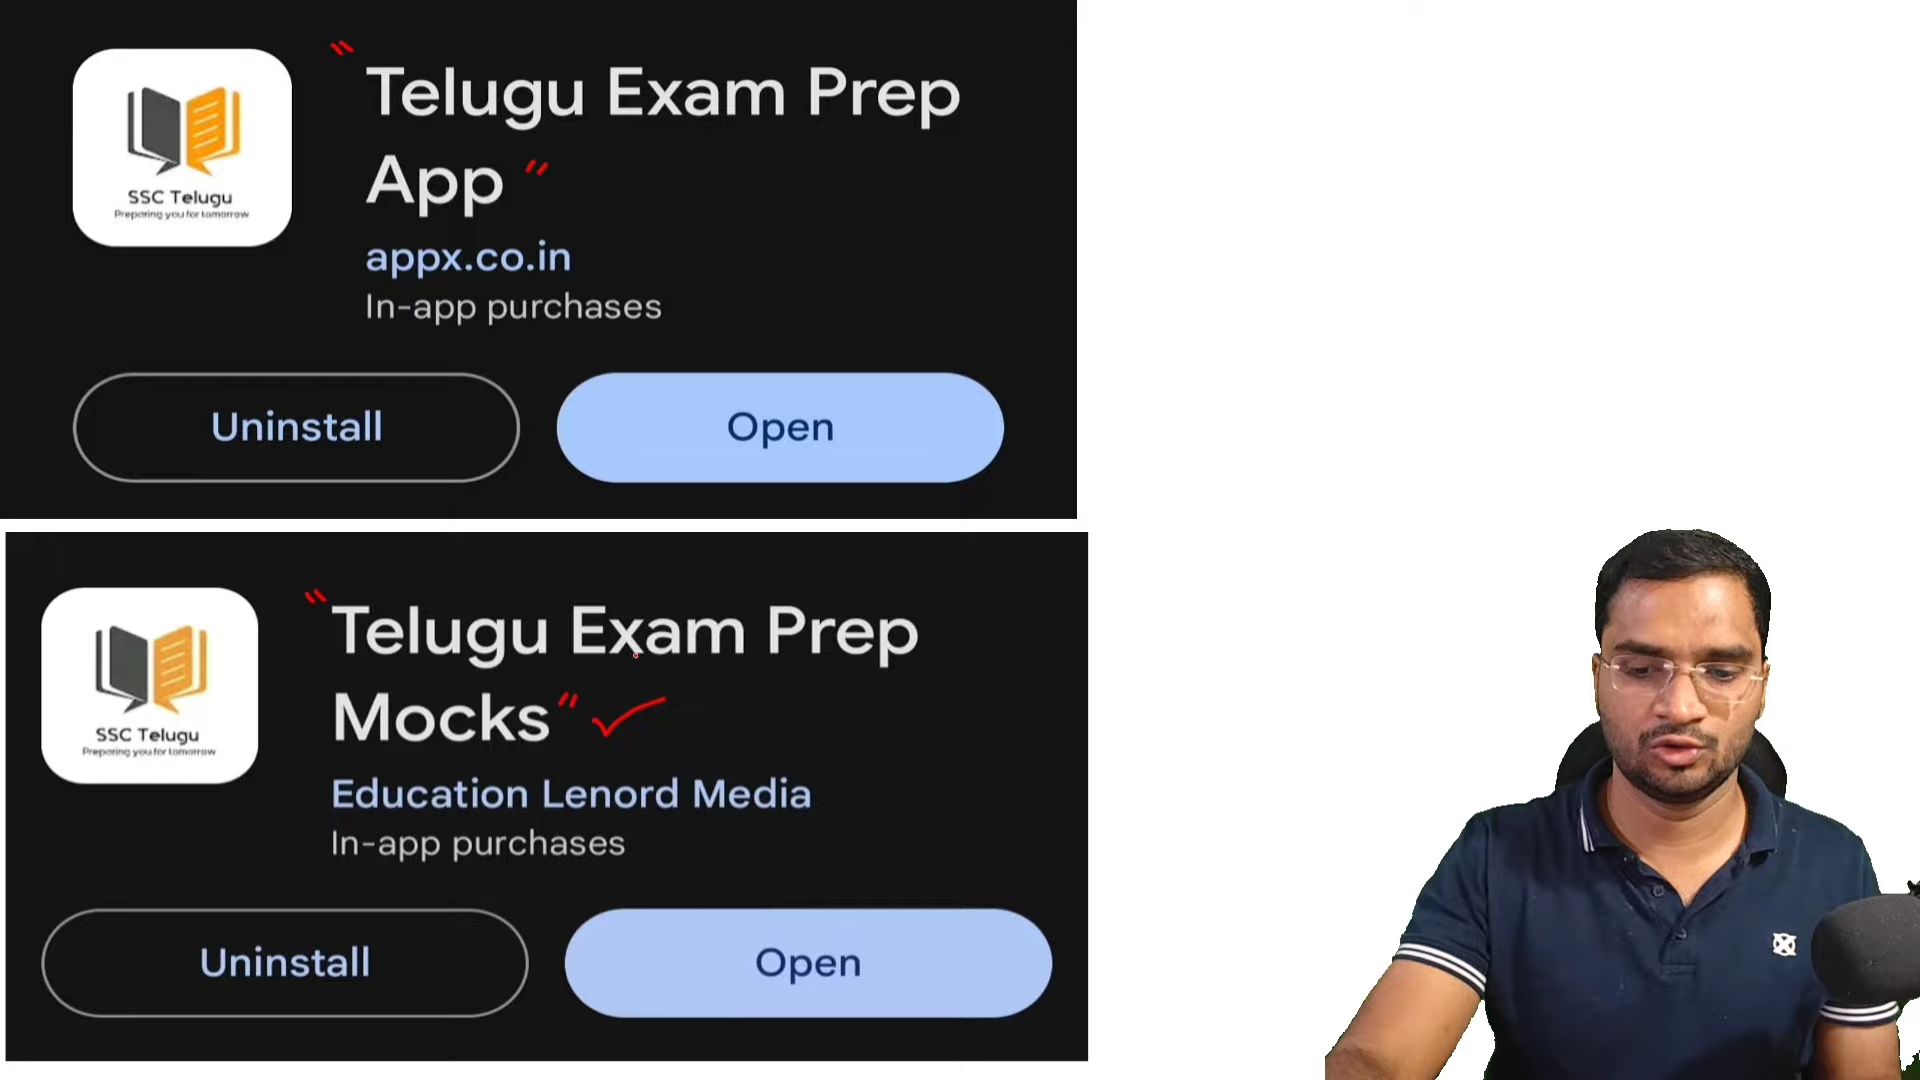 SSC Telugu
Preparing you for tomorrow
"Telugu Exam Prep
App"
appx.co.in
In-app purchases
Uninstall
Open
SSC Telugu
Preparing you for tomorrow
"Telugu Exam Prep
Mocks"
Education Lenord Media
In-app purchases
Uninstall
Open